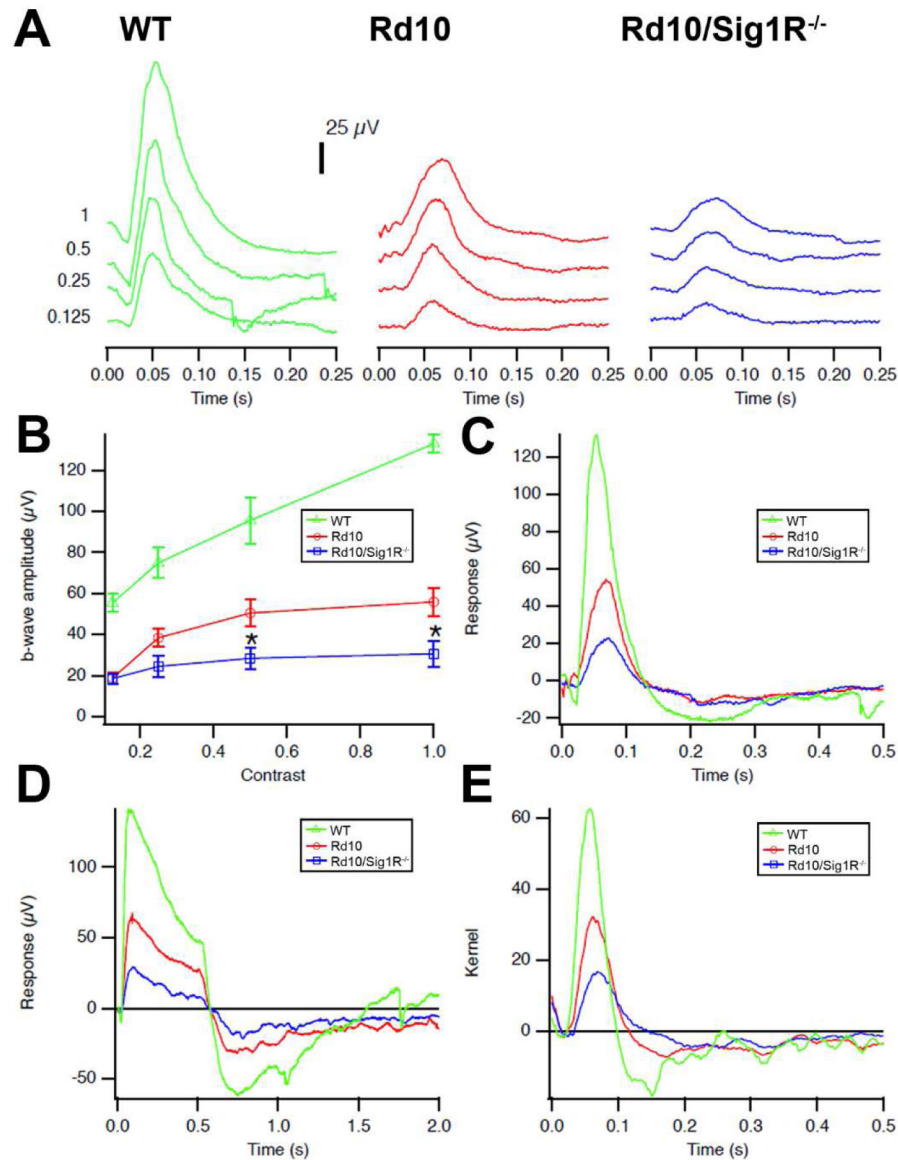 A WT Rd10 Rd10/Sig1R-/-
25 µV
1
0.5
0.25
0.125
0.00 0.05 0.10 0.15 0.20 0.25 0.00 0.05 0.10 0.15 0.20 0.25 0.00 0.05 0.10 0.15 0.20 0.25
Time (s) Time (s) Time (s)
B
b-wave amplitude (µV)
120
100
80
60
40
20
0
WT
Rd10
Rd10/Sig1R-/-
*
*
0.2 0.4 0.6 0.8 1.0
Contrast
C
Response (µV)
120
100
80
60
40
20
0
-20
WT
Rd10
Rd10/Sig1R-/-
0.0 0.1 0.2 0.3 0.4 0.5
Time (s)
D
Response (µV)
100
50
0
-50
WT
Rd10
Rd10/Sig1R-/-
0.0 0.5 1.0 1.5 2.0
Time (s)
E
Kernel
60
40
20
0
WT
Rd10
Rd10/Sig1R-/-
0.0 0.1 0.2 0.3 0.4 0.5
Time (s)